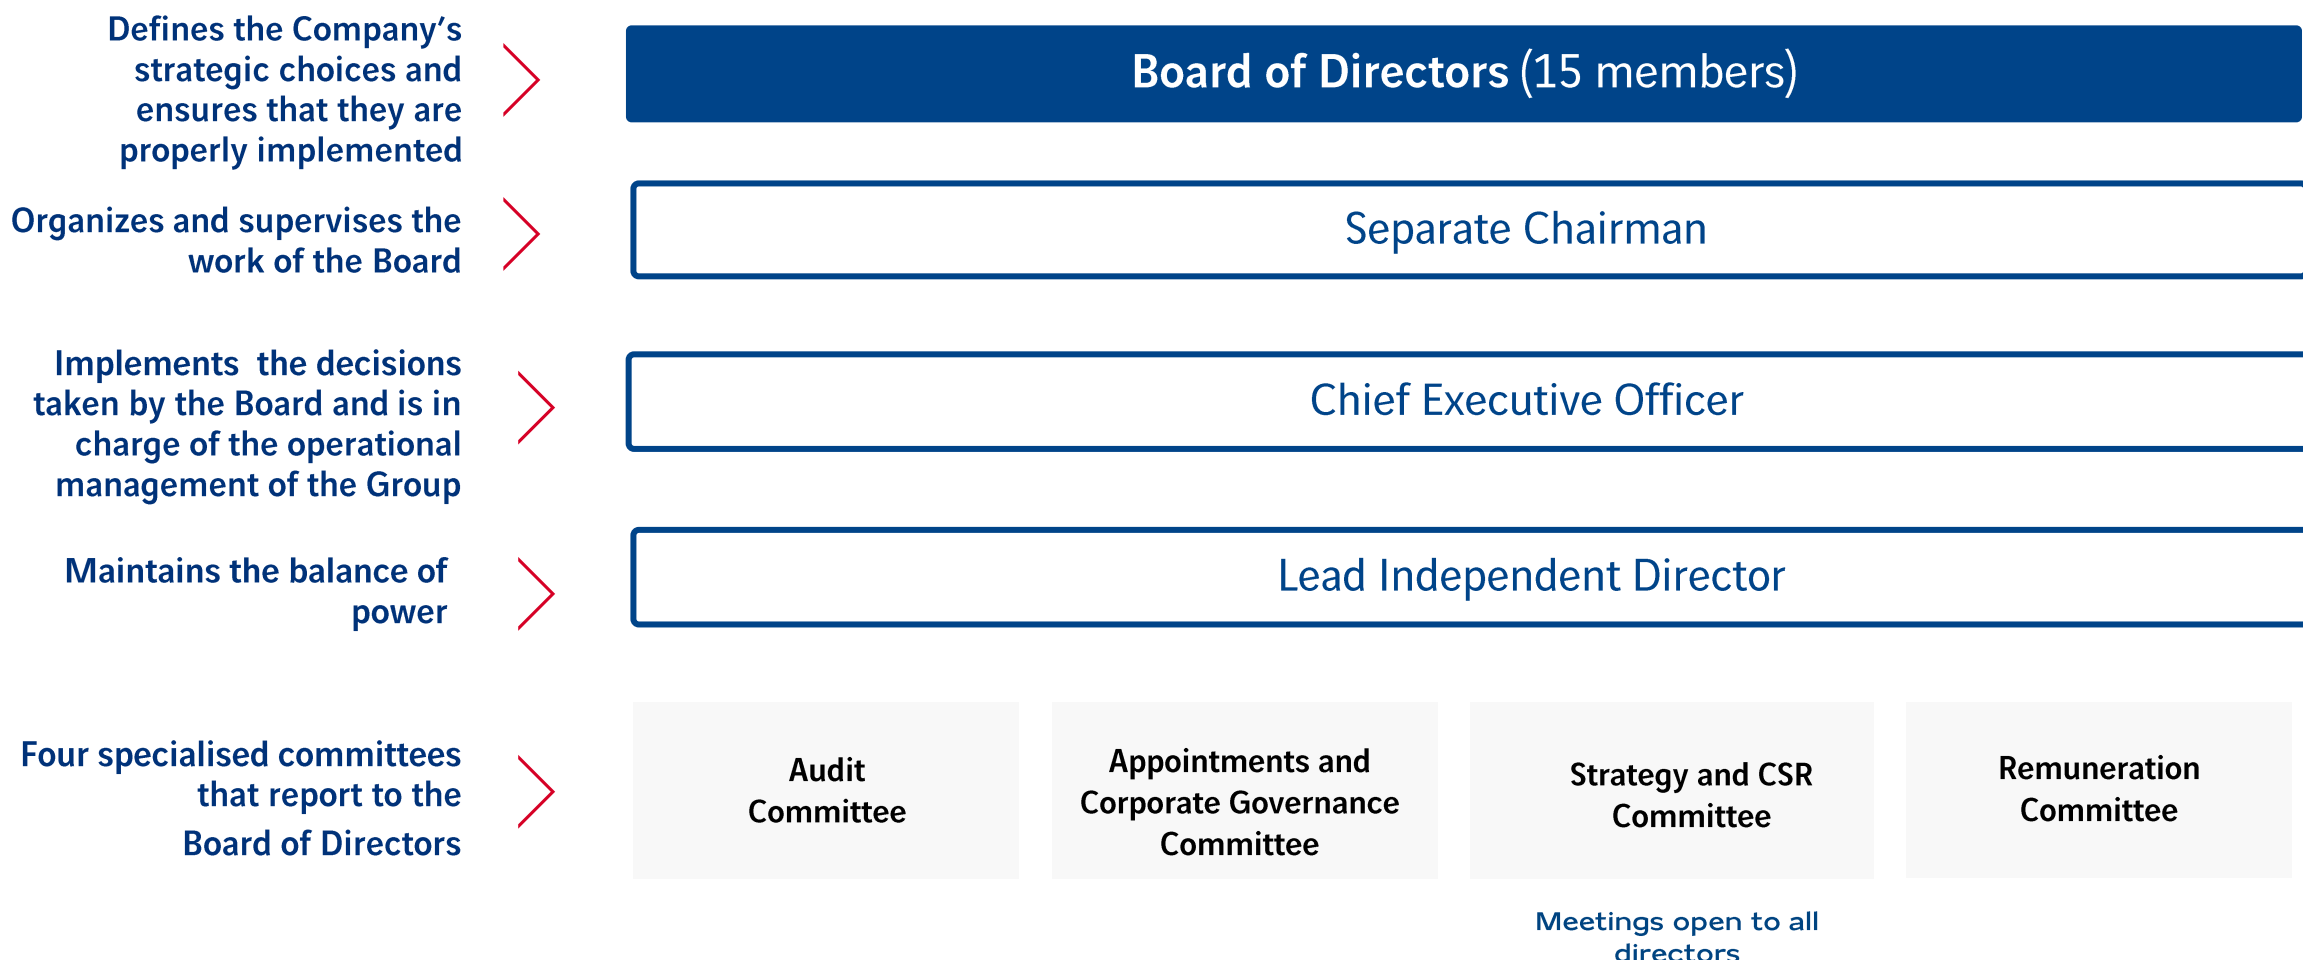 Defines the Company's
strategic choices and
ensures that they are
properly implemented
Board of Directors (15 members)
Organizes and supervises the
work of the Board
Separate Chairman
Implements  the decisions
taken by the Board and is in
charge of the operational
management of the Group
Chief Executive Officer
Maintains the balance of
power
Lead Independent Director
Four specialised committees
that report to the
Board of Directors
Audit
Committee
Appointments and
Corporate Governance
Committee
Strategy and CSR
Committee
Remuneration
Committee
Meetings open to all
directors